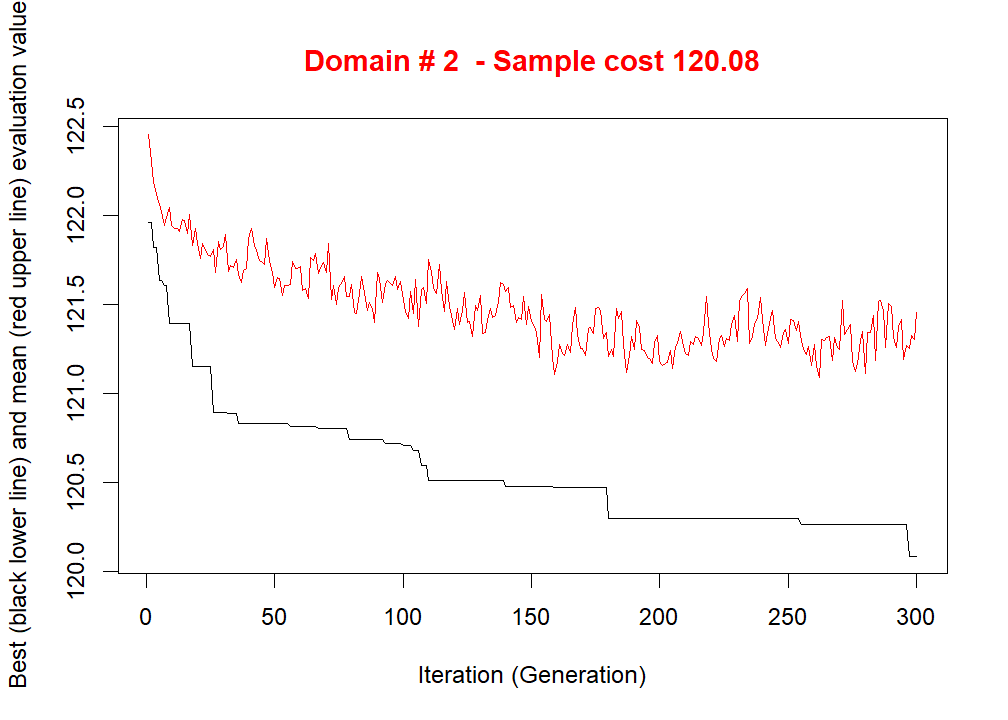 Domain # 2  - Sample cost 120.08
Best (black lower line) and mean (red upper line) evaluation value
122.5
122.0
121.5
121.0
120.5
120.0
0 50 100 150 200 250 300
Iteration (Generation)